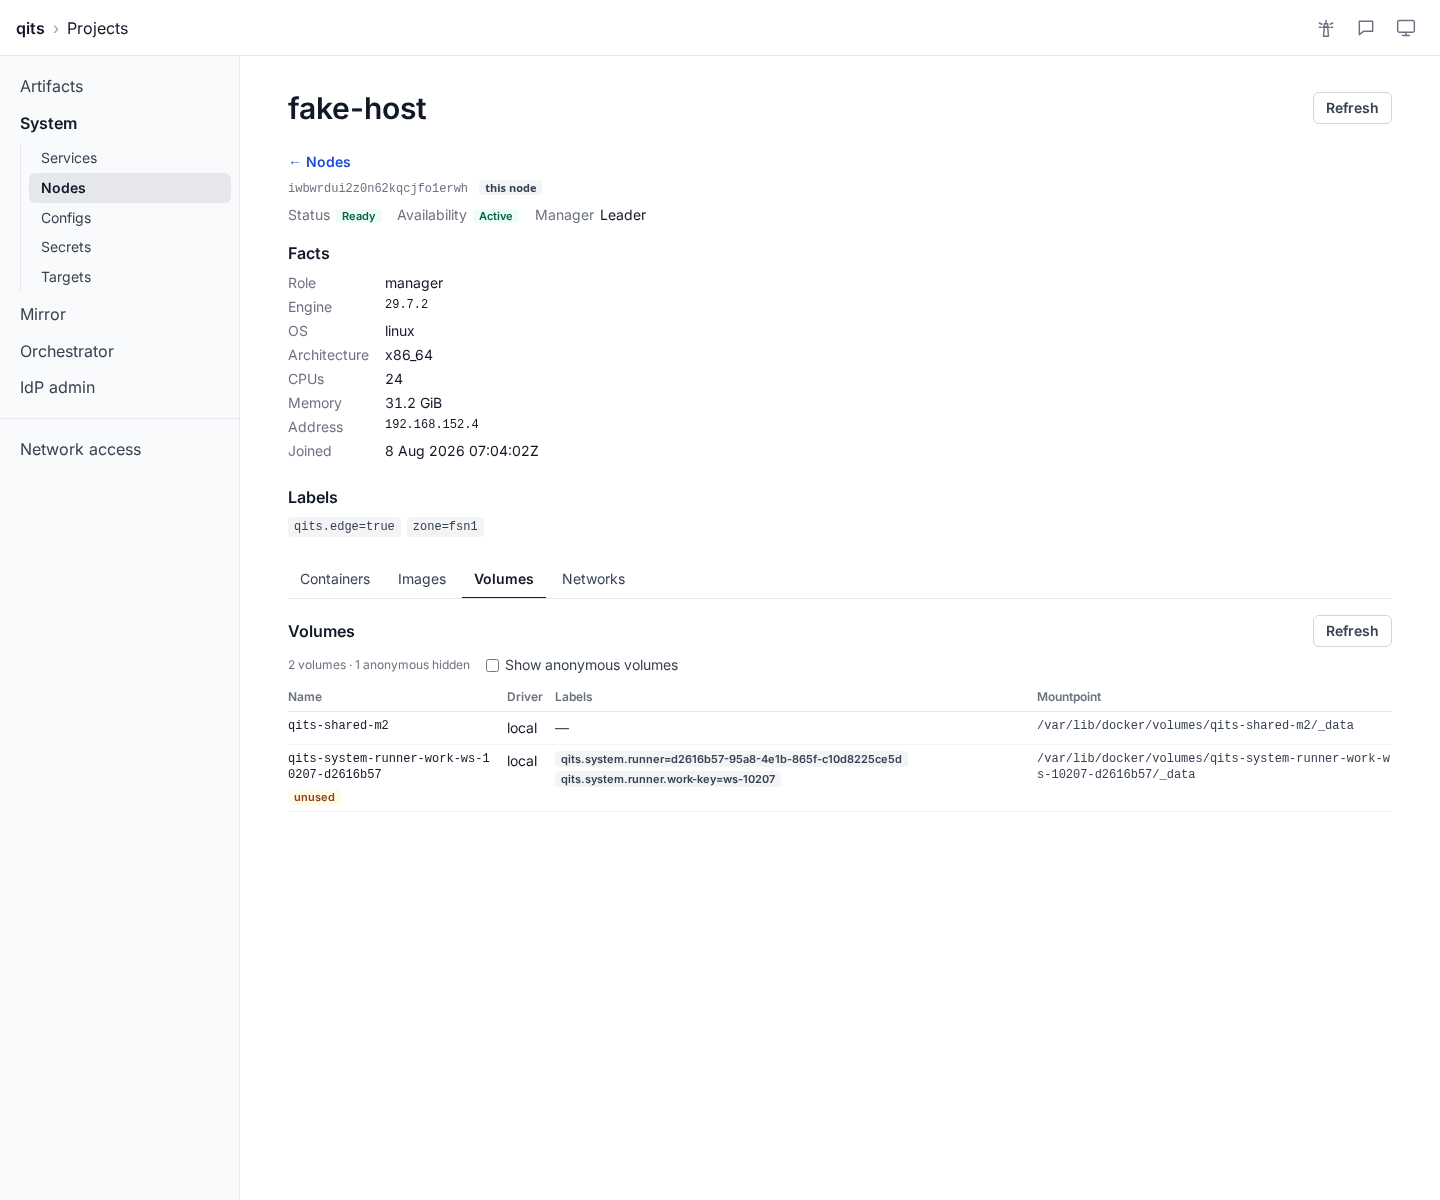 qits › Projects
Artifacts
System
Services
Nodes
Configs
Secrets
Targets
Mirror
Orchestrator
IdP admin
Network access
fake-host
Refresh
← Nodes
iwbwrdui2z0n62kqcjfo1erwh this node
Status Ready Availability Active Manager Leader
Facts
Role manager
Engine 29.7.2
OS linux
Architecture x86_64
CPUs 24
Memory 31.2 GiB
Address 192.168.152.4
Joined 8 Aug 2026 07:04:02Z
Labels
qits.edge=true zone=fsn1
Containers Images Volumes Networks
Volumes
Refresh
2 volumes · 1 anonymous hidden Show anonymous volumes
Name Driver Labels Mountpoint
qits-shared-m2 local — /var/lib/docker/volumes/qits-shared-m2/_data
qits-system-runner-work-ws-1 local qits.system.runner=d2616b57-95a8-4e1b-865f-c10d8225ce5d /var/lib/docker/volumes/qits-system-runner-work-w
0207-d2616b57 qits.system.runner.work-key=ws-10207 s-10207-d2616b57/_data
unused